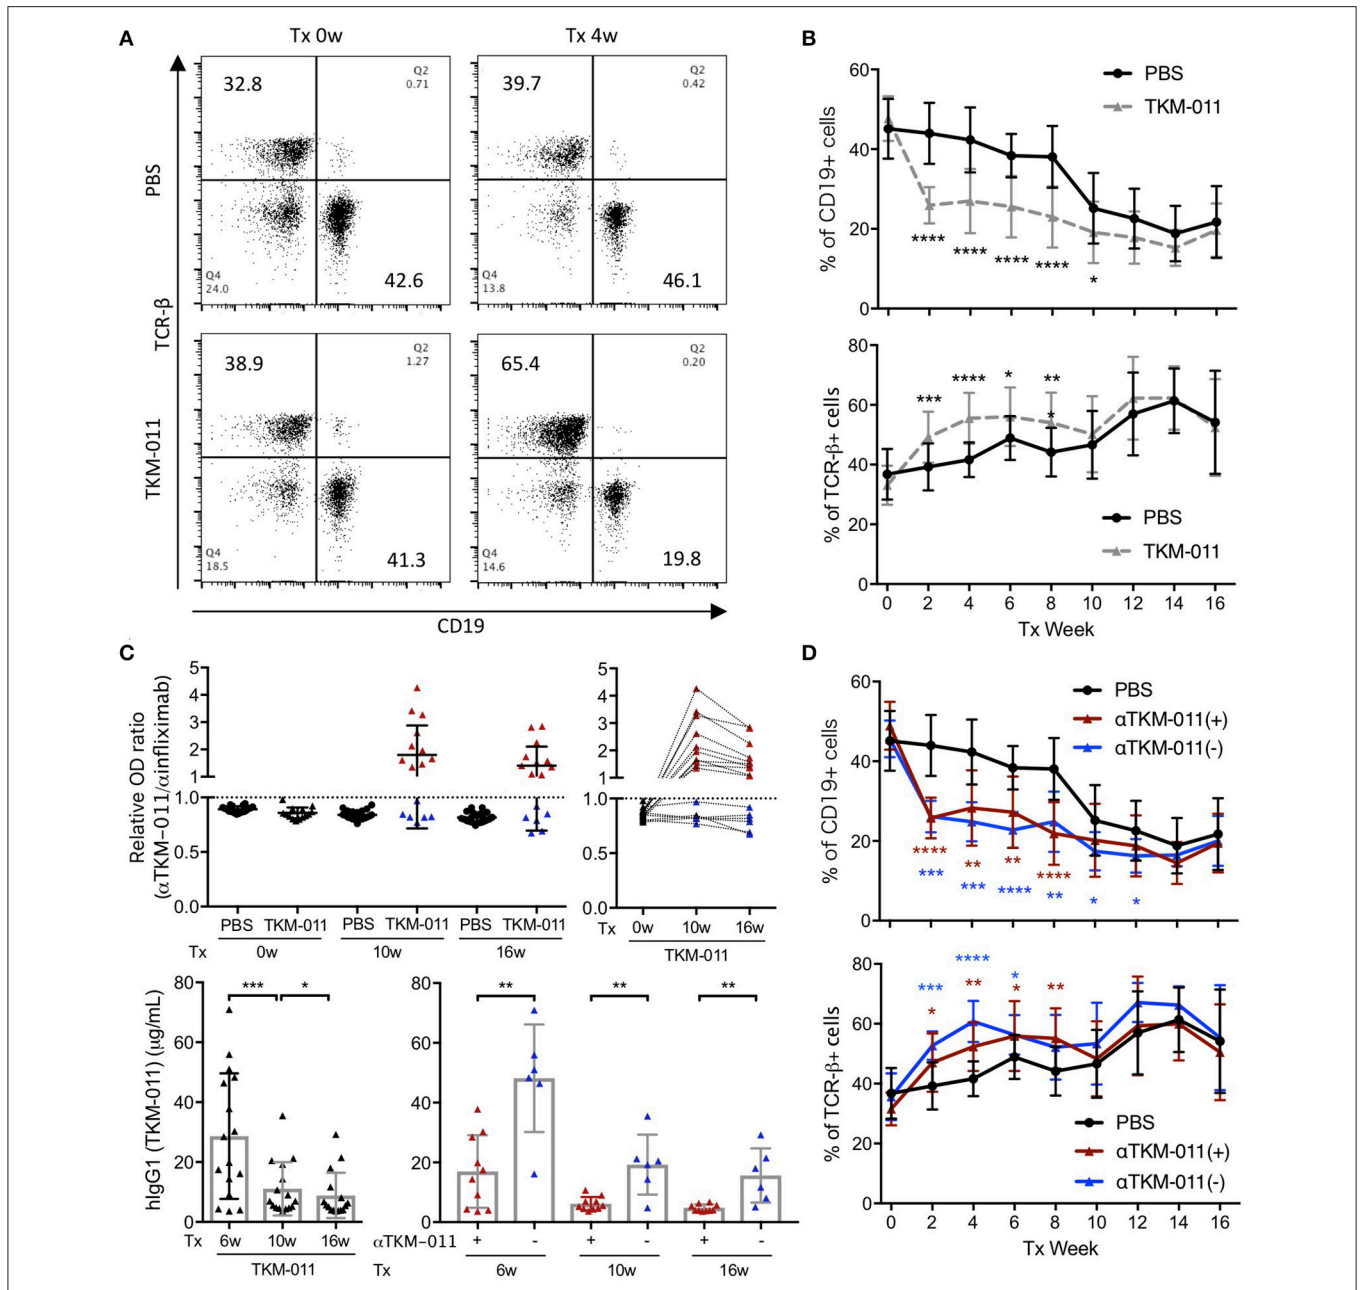 A
Tx 0w
Tx 4w
TCR-β
PBS
TKM-011
32.8
Q2
0.71
Q4
24.0
42.6
39.7
Q2
0.42
Q4
13.8
46.1
38.9
Q2
1.27
Q4
18.5
41.3
65.4
Q2
0.20
Q4
14.6
19.8
CD19
B
% of CD19+ cells
60
40
20
0
PBS
TKM-011
****
****
****
****
*
% of TCR-β+ cells
80
60
40
20
0
***
****
*
**
*
PBS
TKM-011
0 2 4 6 8 10 12 14 16
Tx Week
C
Relative OD ratio
(αTKM-011/αinfliximab)
5
4
3
2
1
1.0
0.5
0.0
PBS TKM-011 PBS TKM-011 PBS TKM-011
Tx 0w 10w 16w
5
4
3
2
1
1.0
0.5
0.0
Tx 0w 10w 16w
TKM-011
hIgG1 (TKM-011) (μg/mL)
80
60
40
20
0
*** *
Tx 6w 10w 16w
TKM-011
80
60
40
20
0
** ** **
αTKM-011 + - + - + -
Tx 6w 10w 16w
D
% of CD19+ cells
60
40
20
0
PBS
αTKM-011(+)
αTKM-011(-)
**** ** ** ****
*** *** **** ** * *
% of TCR-β+ cells
80
60
40
20
0
*** **** *
* ** * **
PBS
αTKM-011(+)
αTKM-011(-)
0 2 4 6 8 10 12 14 16
Tx Week